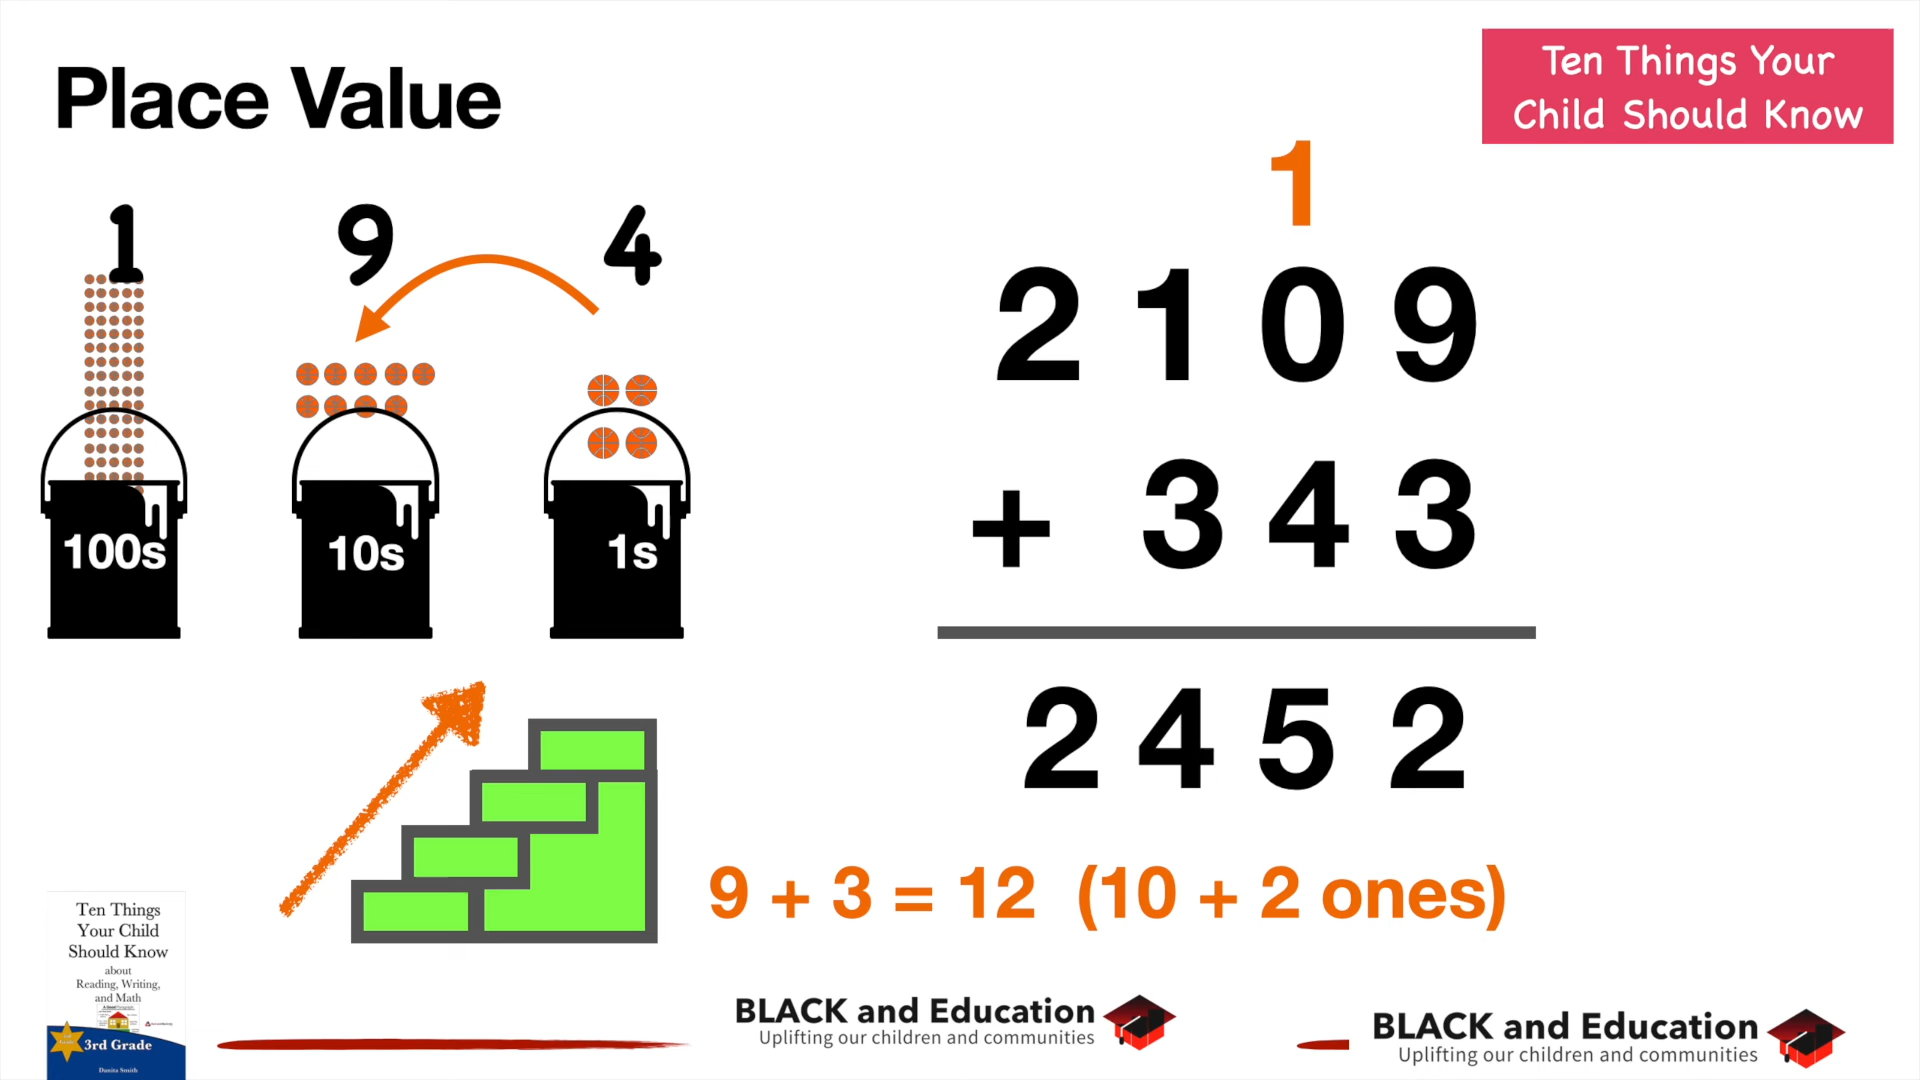 Place Value
Ten Things Your
Child Should Know
1 9 4
100s 10s 1s
1
2 1 0 9
+ 3 4 3
2 4 5 2
9 + 3 = 12 (10 + 2 ones)
Ten Things
Your Child
Should Know
about
Reading, Writing,
and Math
3rd Grade
Danita Smith
BLACK and Education
Uplifting our children and communities
BLACK and Education
Uplifting our children and communities